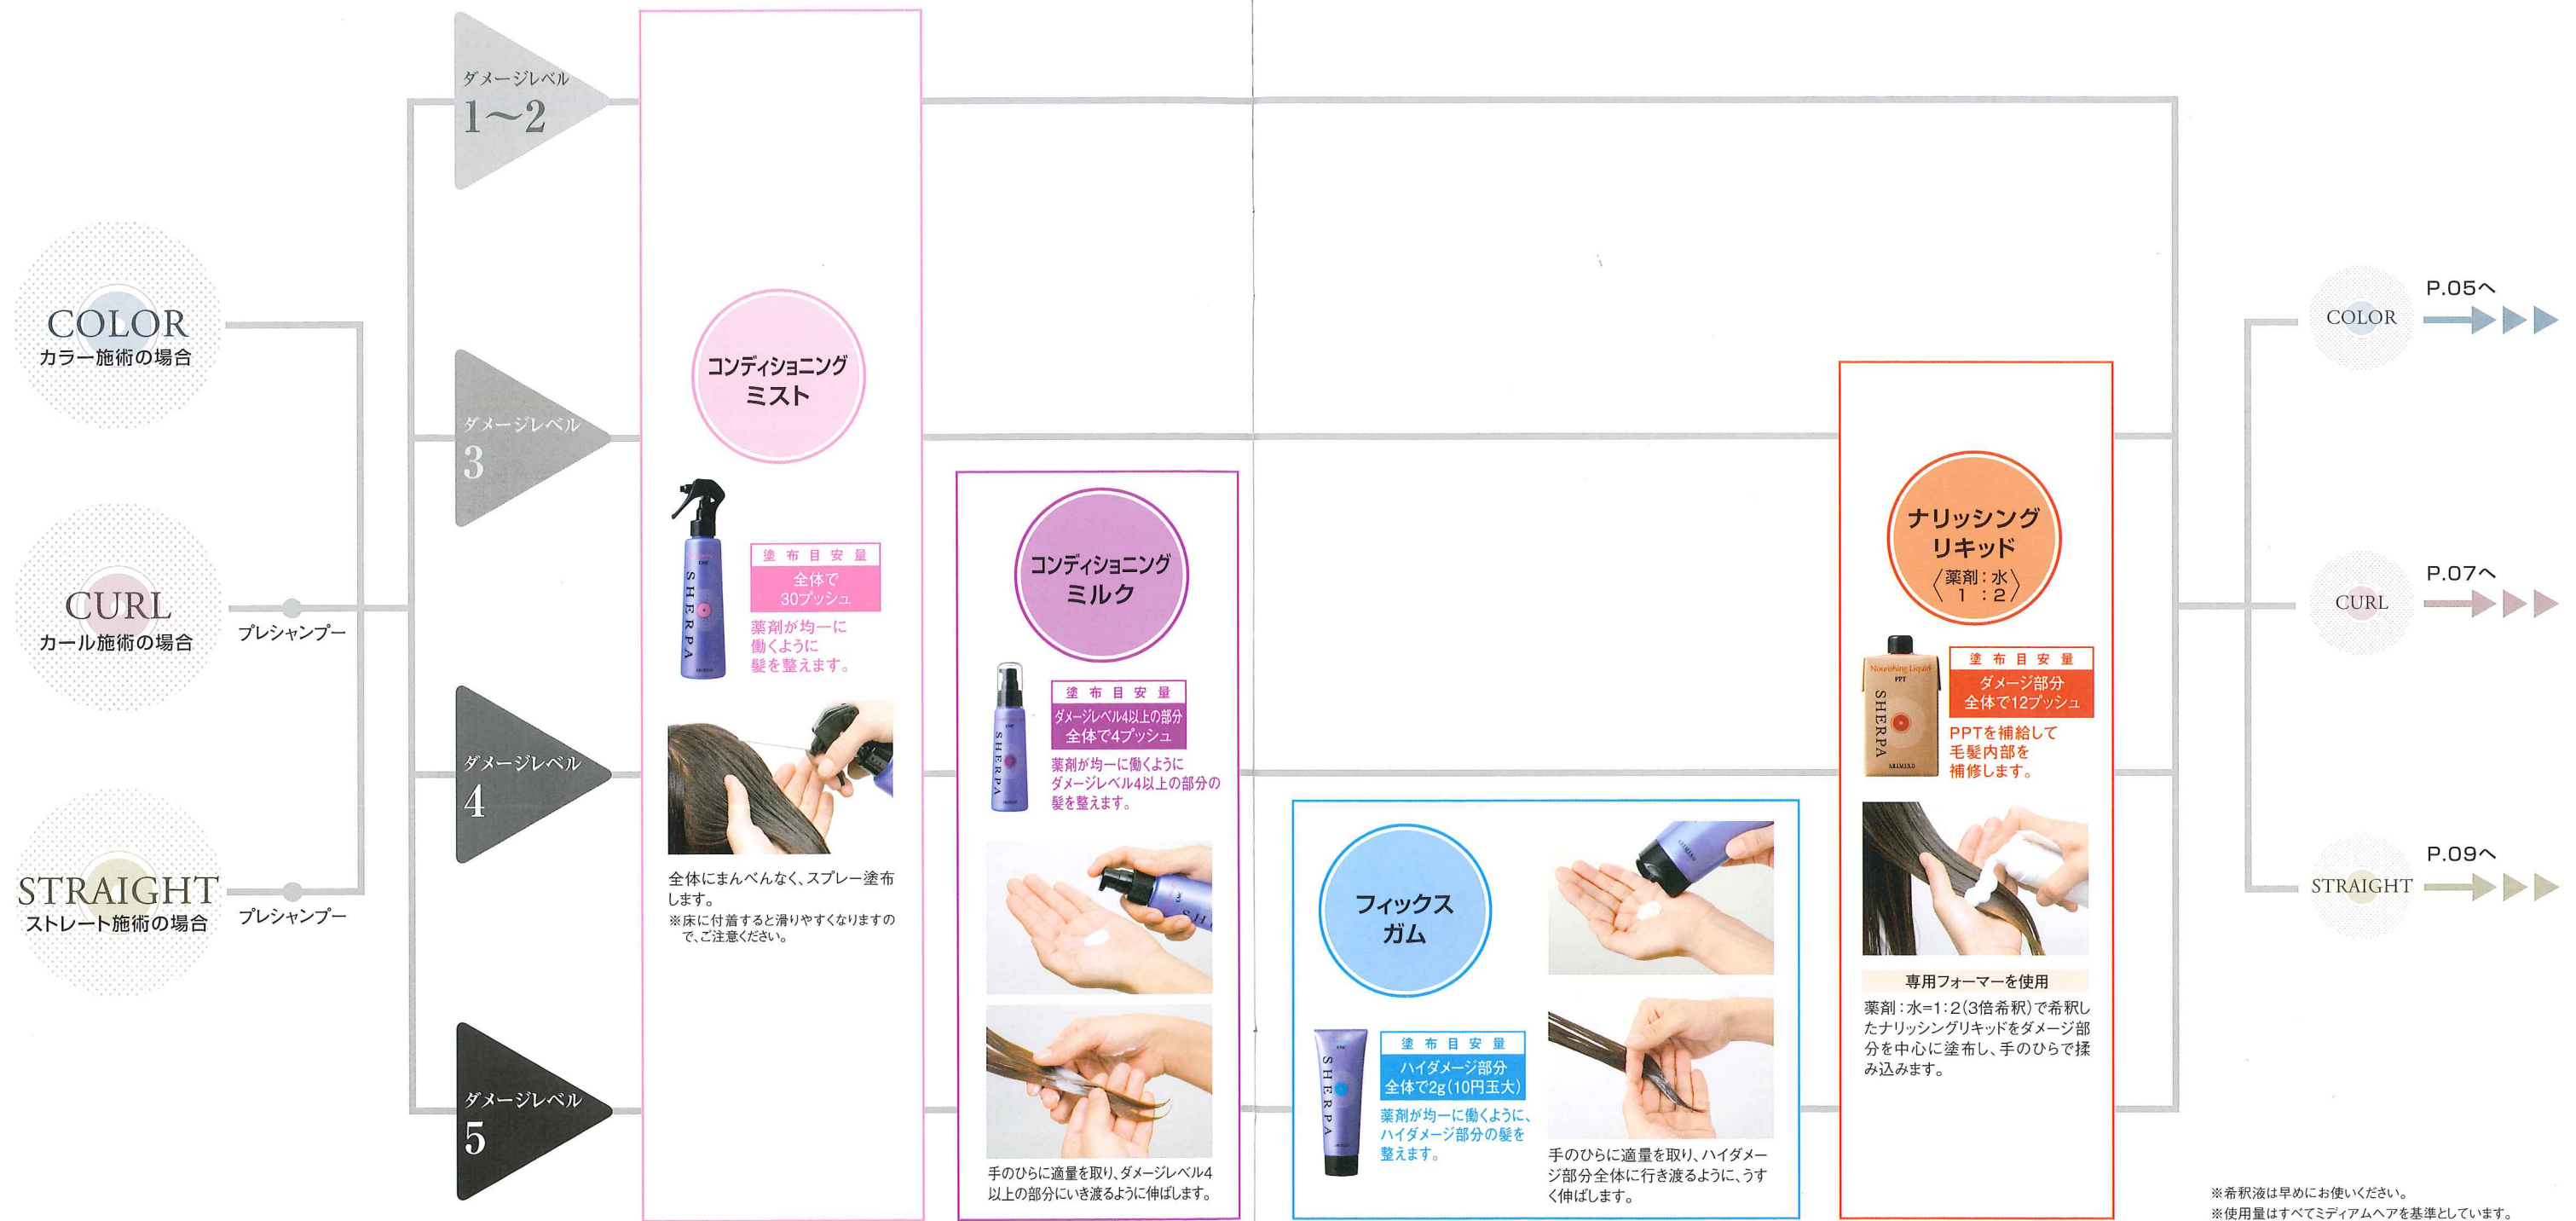 COLOR
カラー施術の場合
CURL
カール施術の場合
プレシャンプー
STRAIGHT
ストレート施術の場合
プレシャンプー
ダメージレベル
1〜2
ダメージレベル
3
ダメージレベル
4
ダメージレベル
5
コンディショニング
ミスト
SHERPA
塗布目安量
全体で
30プッシュ
薬剤が均一に
働くように
髪を整えます。
全体にまんべんなく、スプレー塗布
します。
※床に付着すると滑りやすくなりますの
で、ご注意ください。
コンディショニング
ミルク
SHERPA
塗布目安量
ダメージレベル4以上の部分
全体で4プッシュ
薬剤が均一に働くように
ダメージレベル4以上の部分の
髪を整えます。
手のひらに適量を取り、ダメージレベル4
以上の部分にいき渡るように伸ばします。
フィックス
ガム
SHERPA
塗布目安量
ハイダメージ部分
全体で2g(10円玉大)
薬剤が均一に働くように、
ハイダメージ部分の髪を
整えます。
ARIMINO
手のひらに適量を取り、ハイダメー
ジ部分全体に行き渡るように、うす
く伸ばします。
ナリッシング
リキッド
〈薬剤：水
1：2〉
Nourishing Liquid
PPT
SHERPA
ARIMINO
塗布目安量
ダメージ部分
全体で12プッシュ
PPTを補給して
毛髪内部を
補修します。
専用フォーマーを使用
薬剤：水=1：2(3倍希釈)で希釈し
たナリッシングリキッドをダメージ部
分を中心に塗布し、手のひらで揉
み込みます。
COLOR
P.05へ
CURL
P.07へ
STRAIGHT
P.09へ
※希釈液は早めにお使いください。
※使用量はすべてミディアムヘアを基準としています。